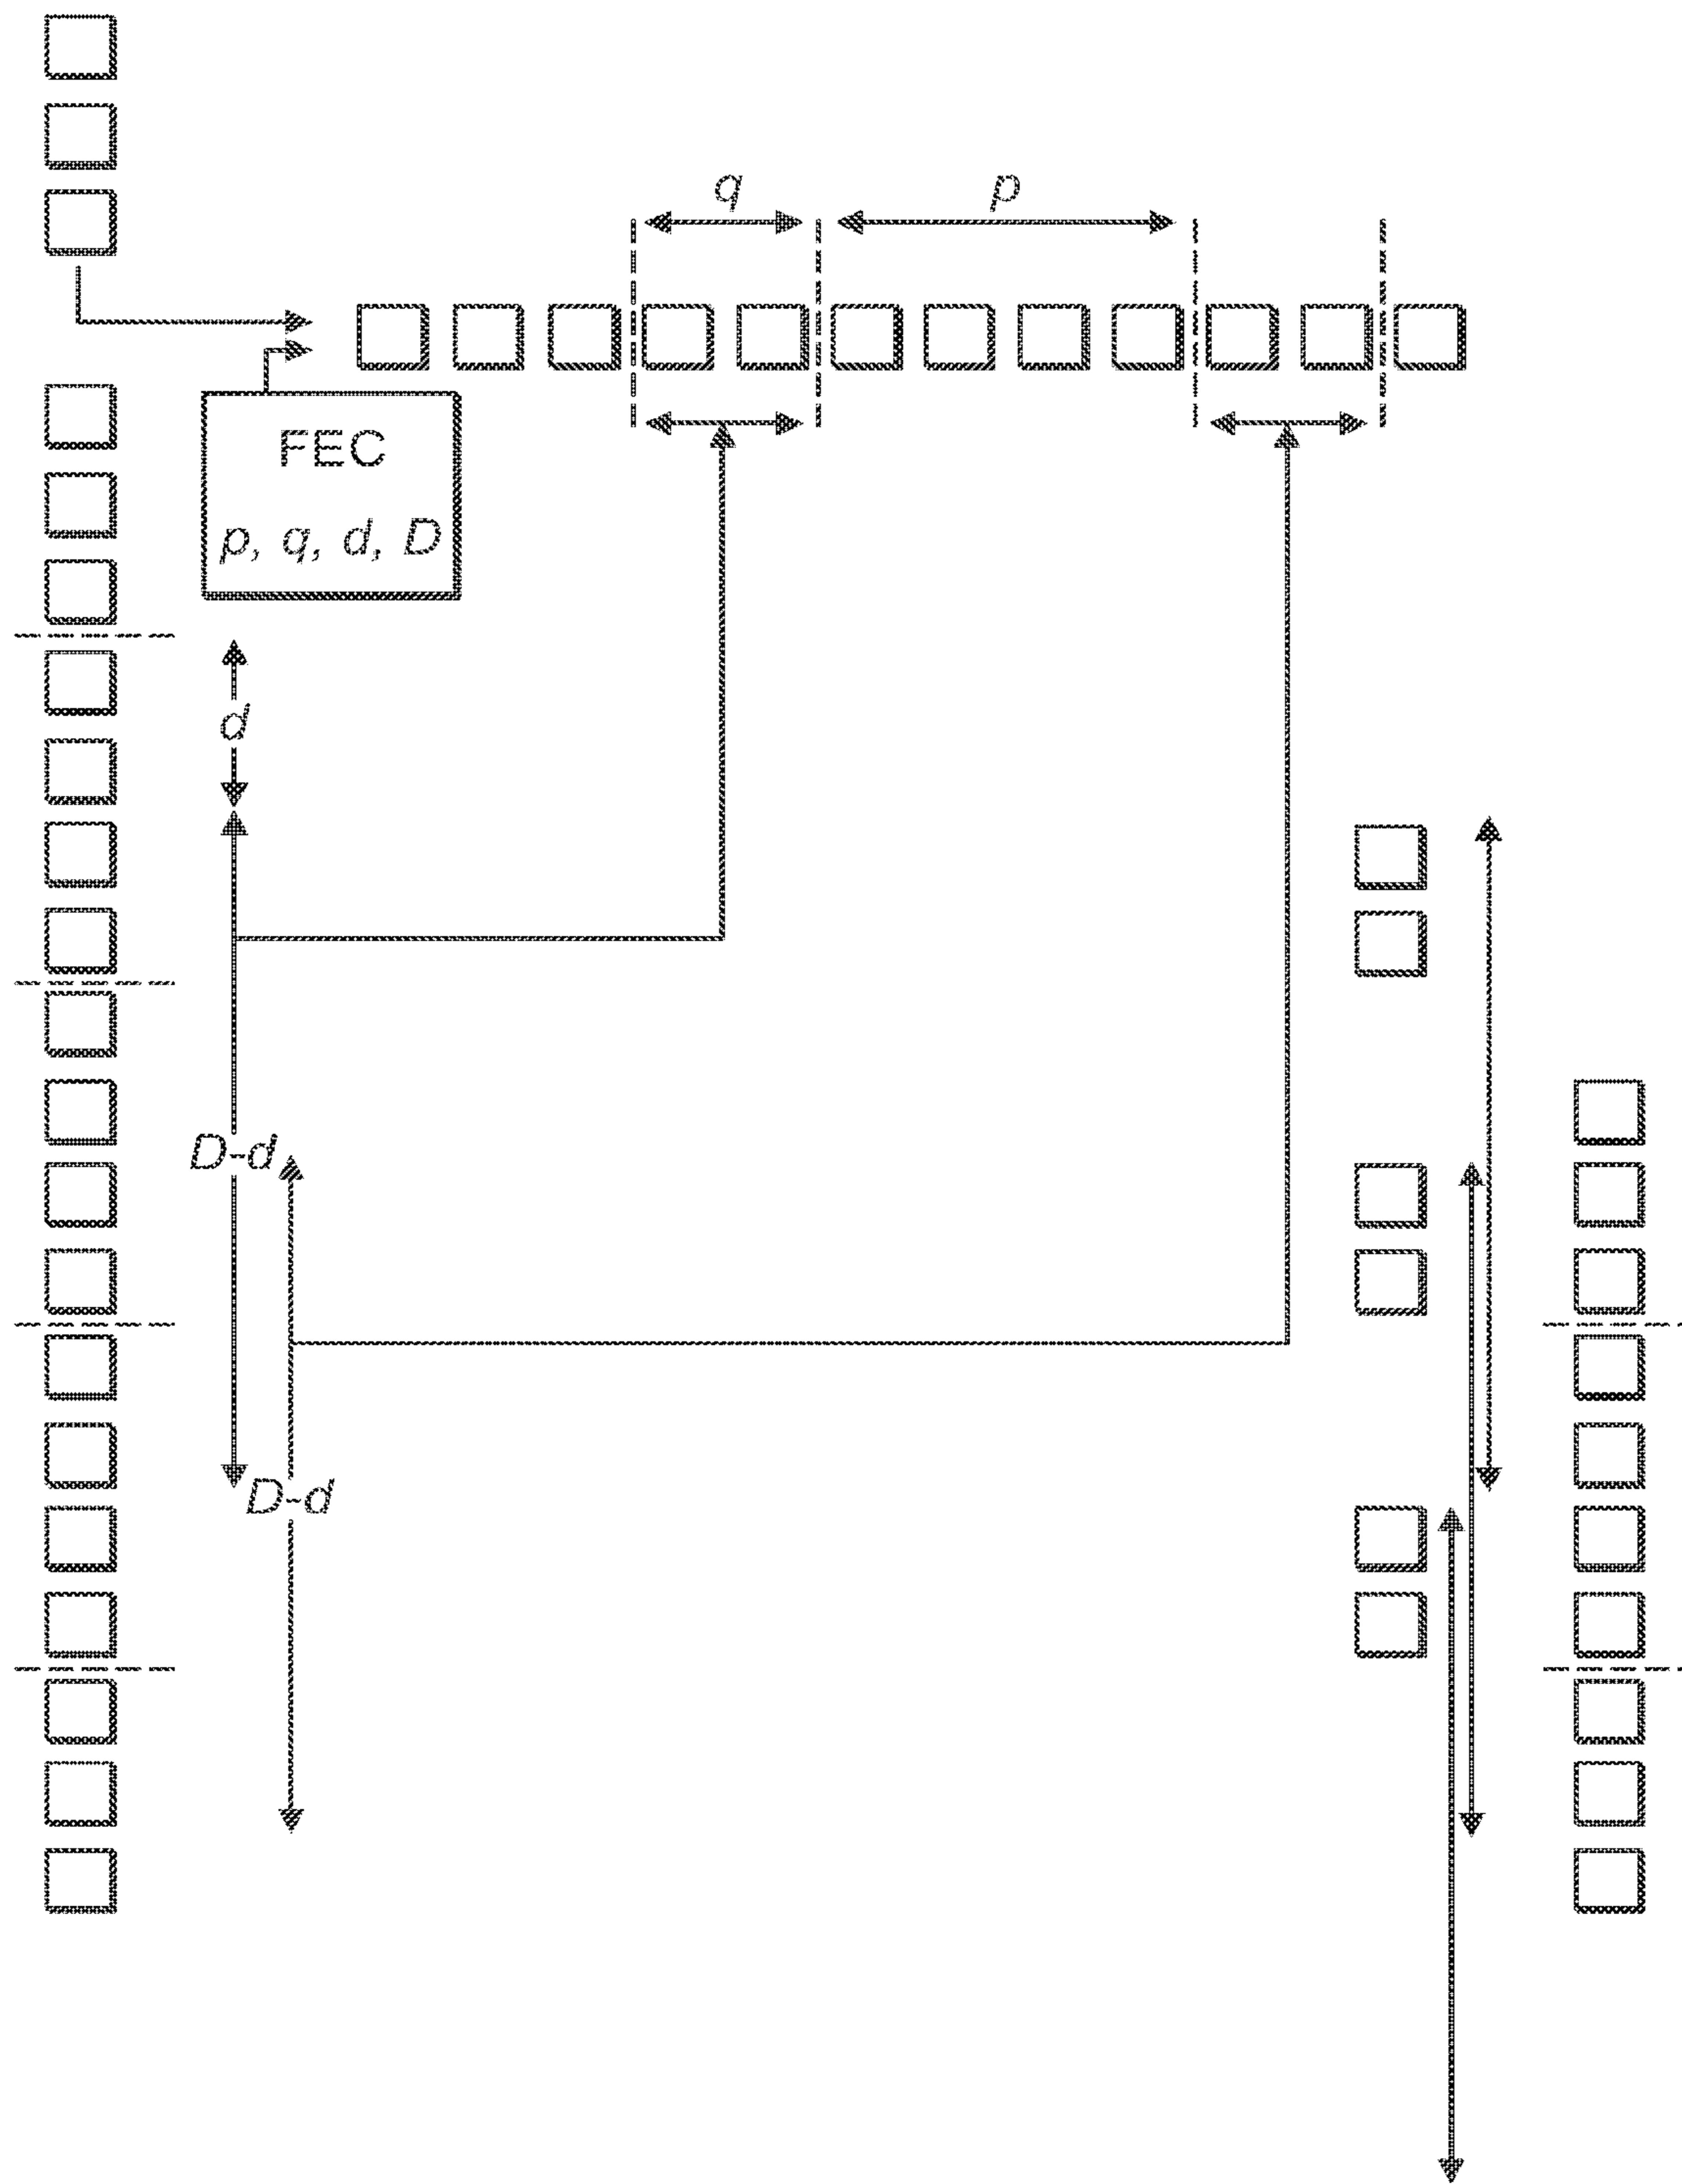 q
p
FEC
p, q, d, D
d
D-d
D-d